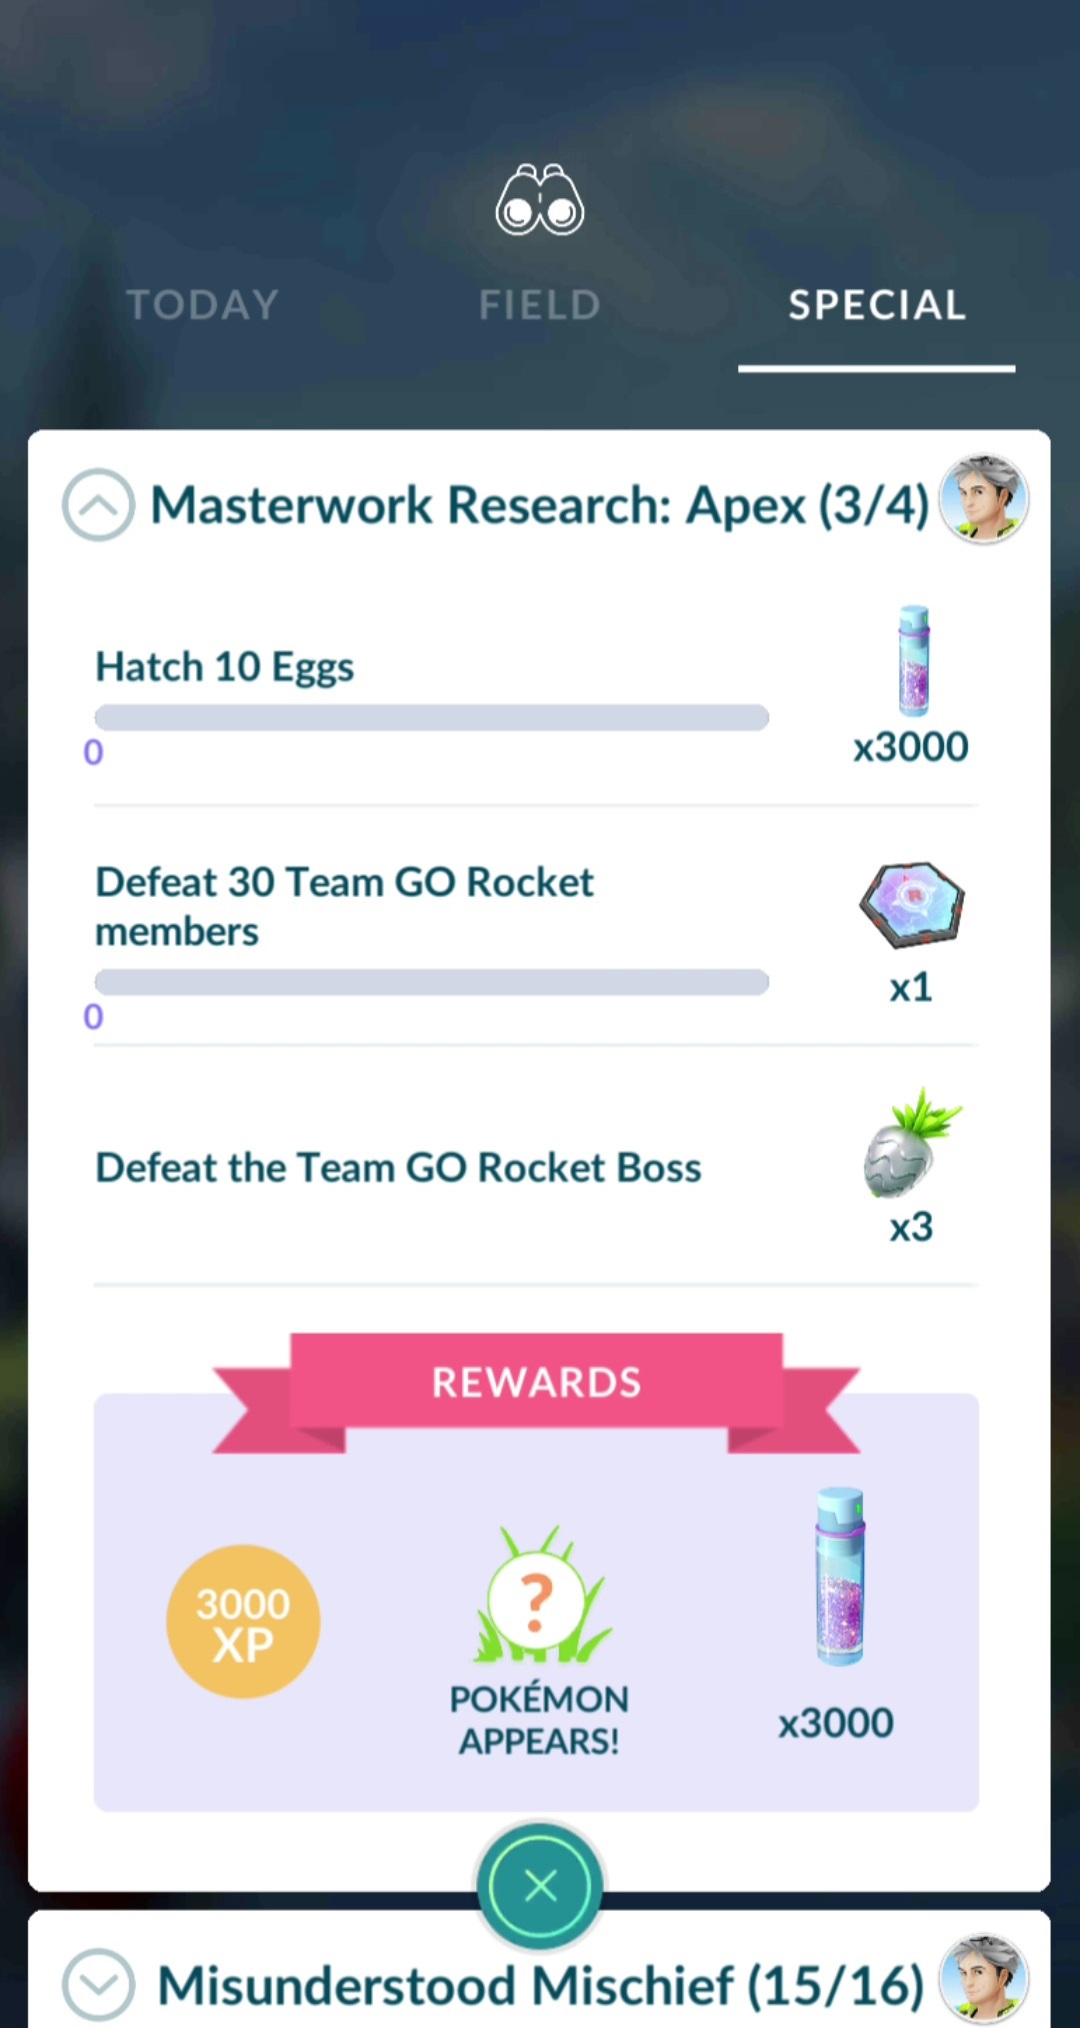 TODAY
FIELD
SPECIAL
Masterwork Research: Apex (3/4)
Hatch 10 Eggs
0
x3000
Defeat 30 Team GO Rocket
members
0
R
x1
Defeat the Team GO Rocket Boss
x3
REWARDS
3000
XP
?
POKÉMON
APPEARS!
x3000
Misunderstood Mischief (15/16)